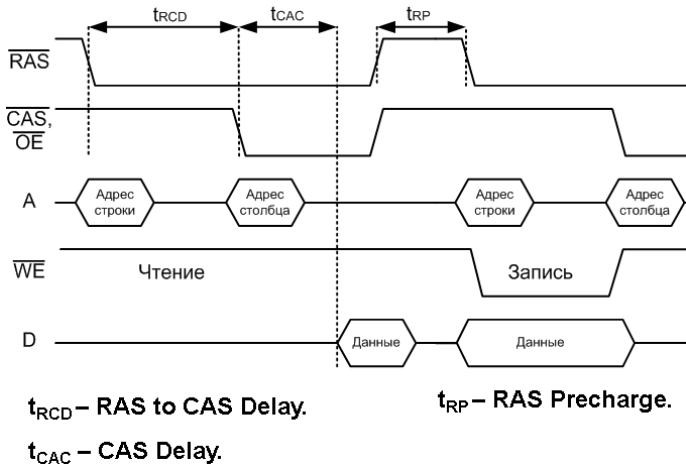 tRCD tCAC tRP
RAS
CAS,
OE
A
Адрес строки
Адрес столбца
Адрес строки
Адрес столбца
WE
Чтение
Запись
D
Данные
Данные
tRCD – RAS to CAS Delay.
tRP – RAS Precharge.
tCAC – CAS Delay.